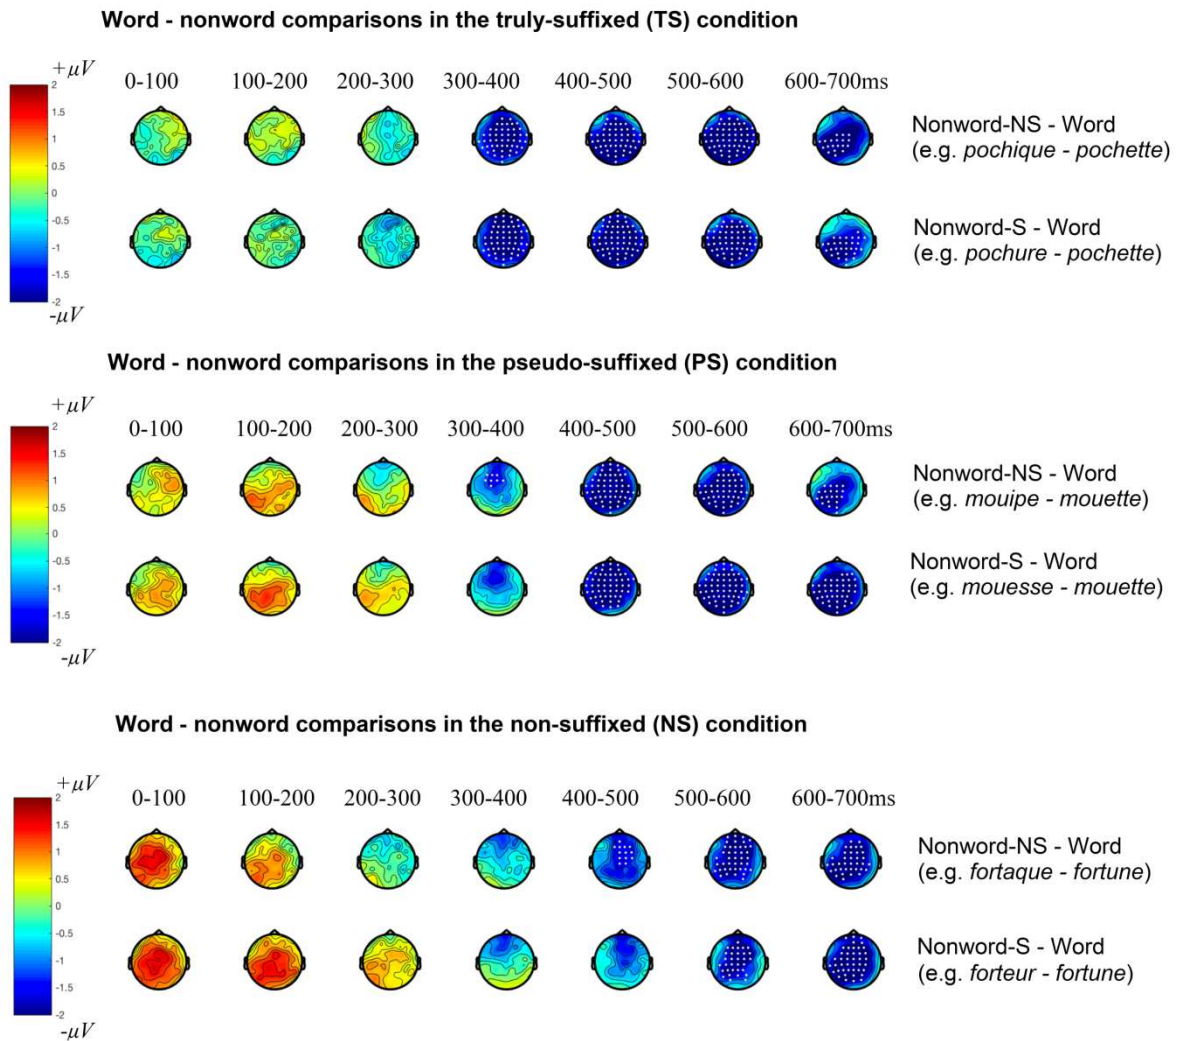 Word - nonword comparisons in the truly-suffixed (TS) condition
+μV
0-100 100-200 200-300 300-400 400-500 500-600 600-700ms
2
1.5
1
0.5
0
-0.5
-1
-1.5
-2
-μV
Nonword-NS - Word
(e.g. pochique - pochette)
Nonword-S - Word
(e.g. pochure - pochette)
Word - nonword comparisons in the pseudo-suffixed (PS) condition
+μV
0-100 100-200 200-300 300-400 400-500 500-600 600-700ms
2
1.5
1
0.5
0
-0.5
-1
-1.5
-2
-μV
Nonword-NS - Word
(e.g. mouipe - mouette)
Nonword-S - Word
(e.g. mouesse - mouette)
Word - nonword comparisons in the non-suffixed (NS) condition
+μV
0-100 100-200 200-300 300-400 400-500 500-600 600-700ms
2
1.5
1
0.5
0
-0.5
-1
-1.5
-2
-μV
Nonword-NS - Word
(e.g. fortaque - fortune)
Nonword-S - Word
(e.g. forteur - fortune)